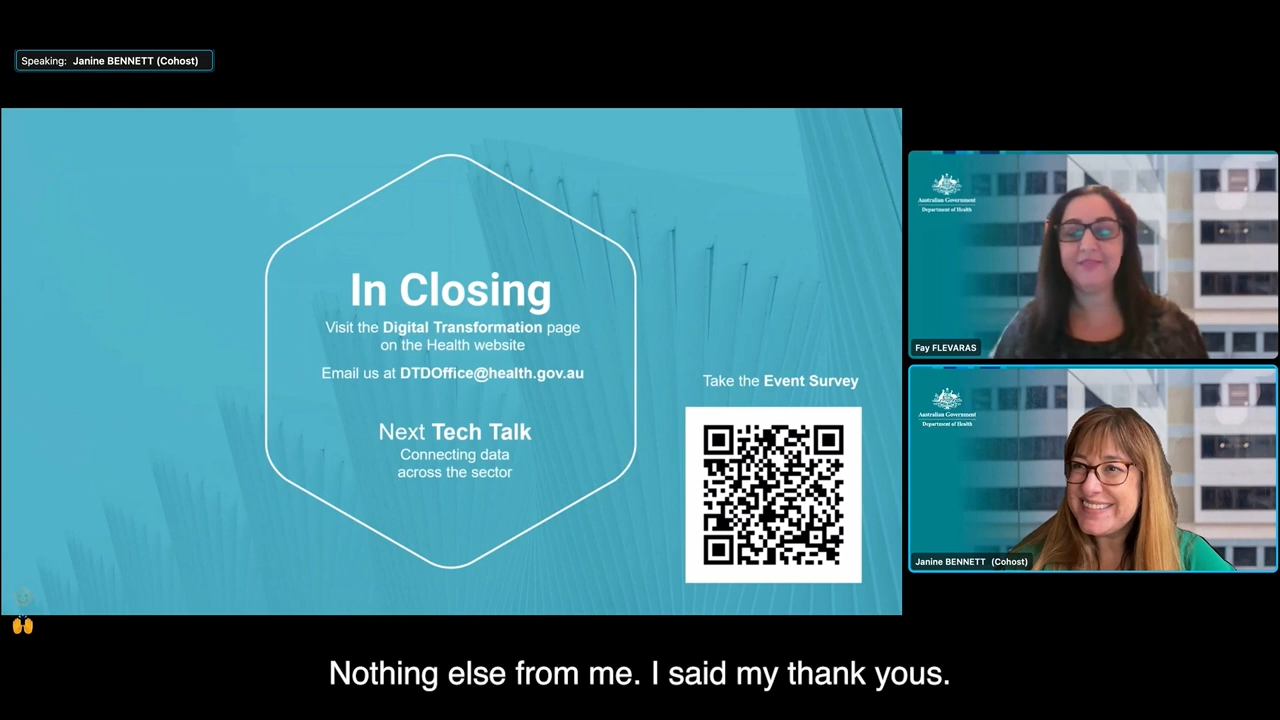 Speaking: Janine BENNETT (Cohost)
In Closing
Visit the Digital Transformation page
on the Health website
Email us at DTDOffice@health.gov.au
Next Tech Talk
Connecting data
across the sector
Take the Event Survey
Australian Government
Department of Health
Fay FLEVARAS
Australian Government
Department of Health
Janine BENNETT (Cohost)
Nothing else from me. I said my thank yous.